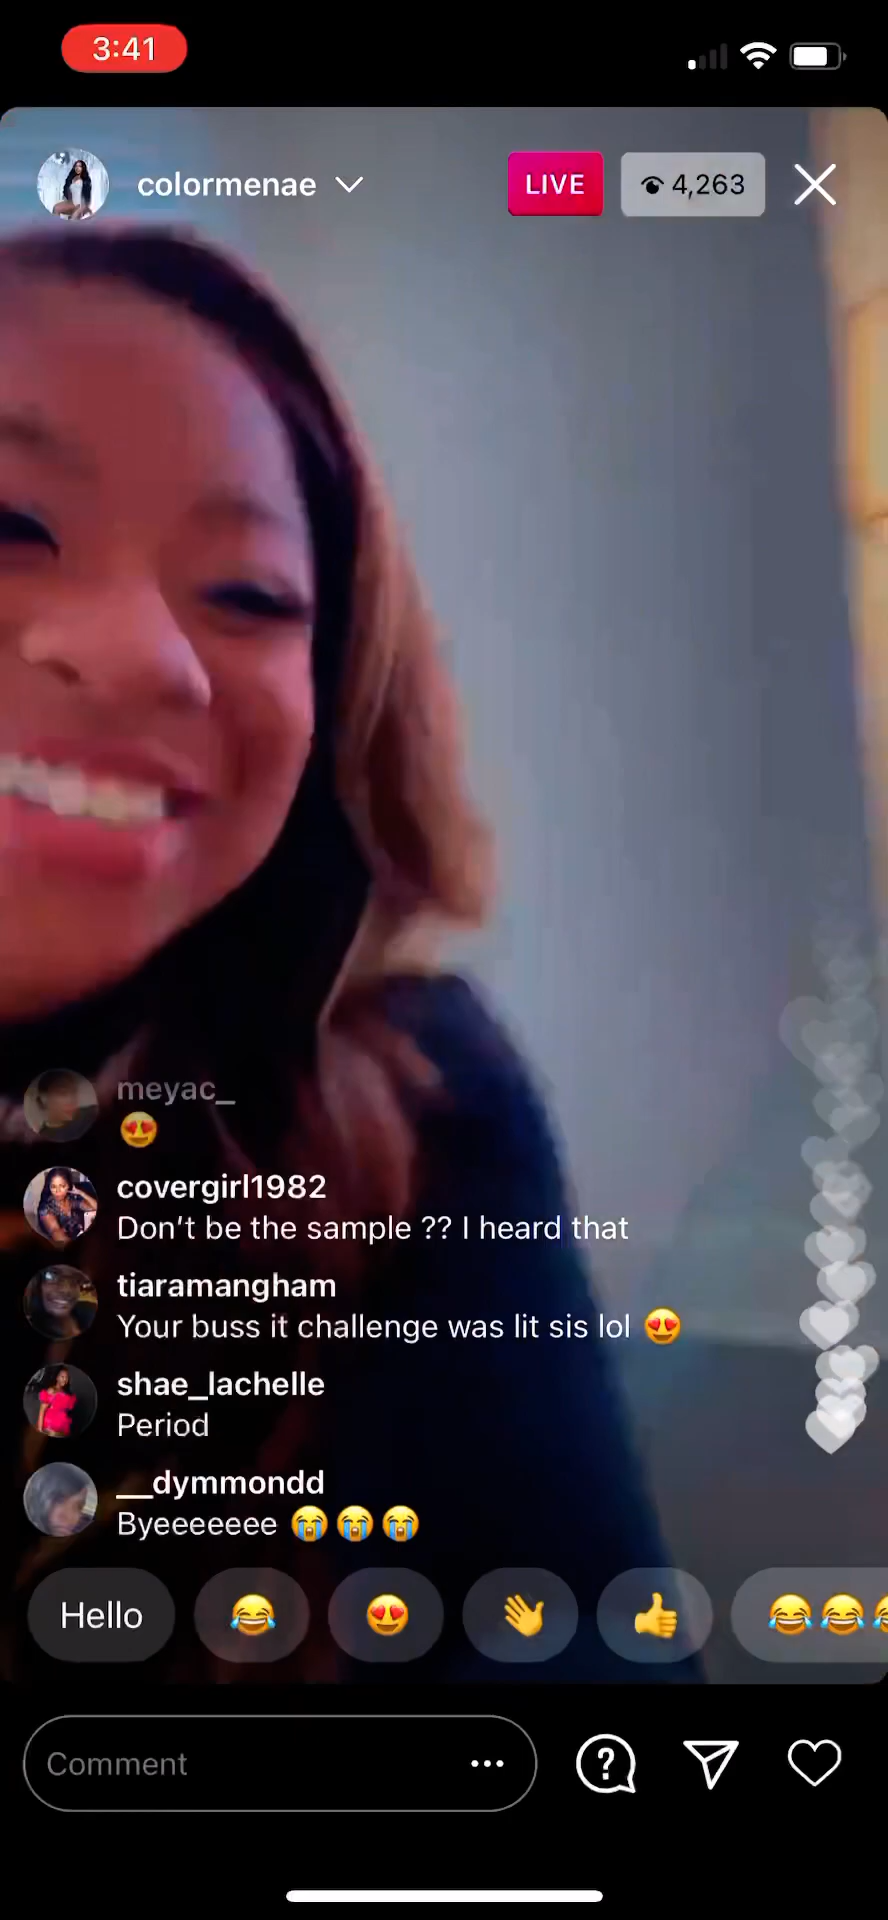 3:41
colormenae
LIVE
4,263
meyac_
😍
covergirl1982
Don't be the sample ?? I heard that
tiaramangham
Your buss it challenge was lit sis lol 😍
shae_lachelle
Period
__dymmondd
Byeeeeeee 😭😭😭
Hello 😂 😍 👋 👍 😂😂
Comment